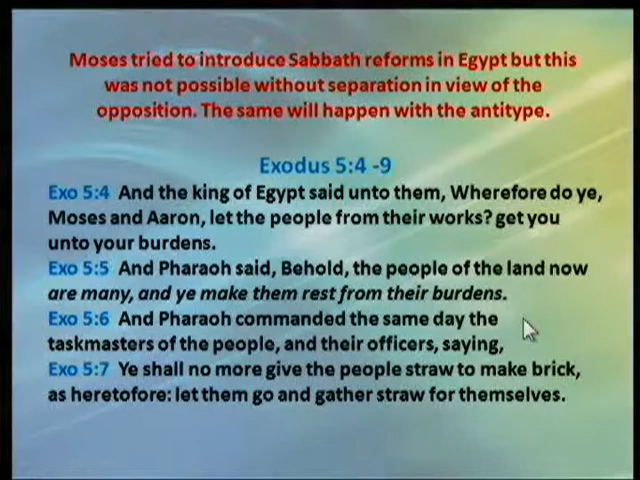 Moses tried to introduce Sabbath reforms in Egypt but this
was not possible without separation in view of the
opposition. The same will happen with the antitype.
Exodus 5:4 -9
Exo 5:4 And the king of Egypt said unto them, Wherefore do ye,
Moses and Aaron, let the people from their works? get you
unto your burdens.
Exo 5:5 And Pharaoh said, Behold, the people of the land now
are many, and ye make them rest from their burdens.
Exo 5:6 And Pharaoh commanded the same day the
taskmasters of the people, and their officers, saying,
Exo 5:7 Ye shall no more give the people straw to make brick,
as heretofore: let them go and gather straw for themselves.